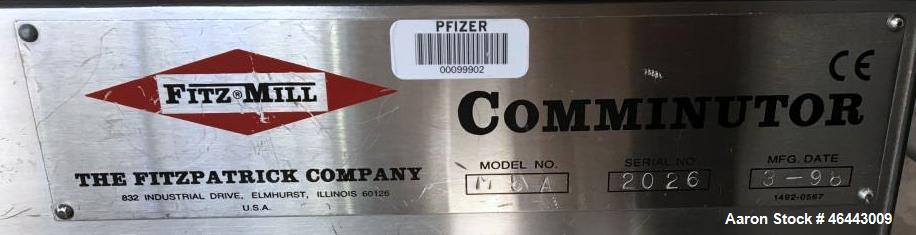 PFIZER
00099902
CE
FITZ®MILL
COMMINUTOR
THE FITZPATRICK COMPANY
832 INDUSTRIAL DRIVE, ELMHURST, ILLINOIS 60126
U.S.A.
MODEL NO.
SERIAL NO.
2026
MFG. DATE
1492-0567
Aaron Stock # 46443009